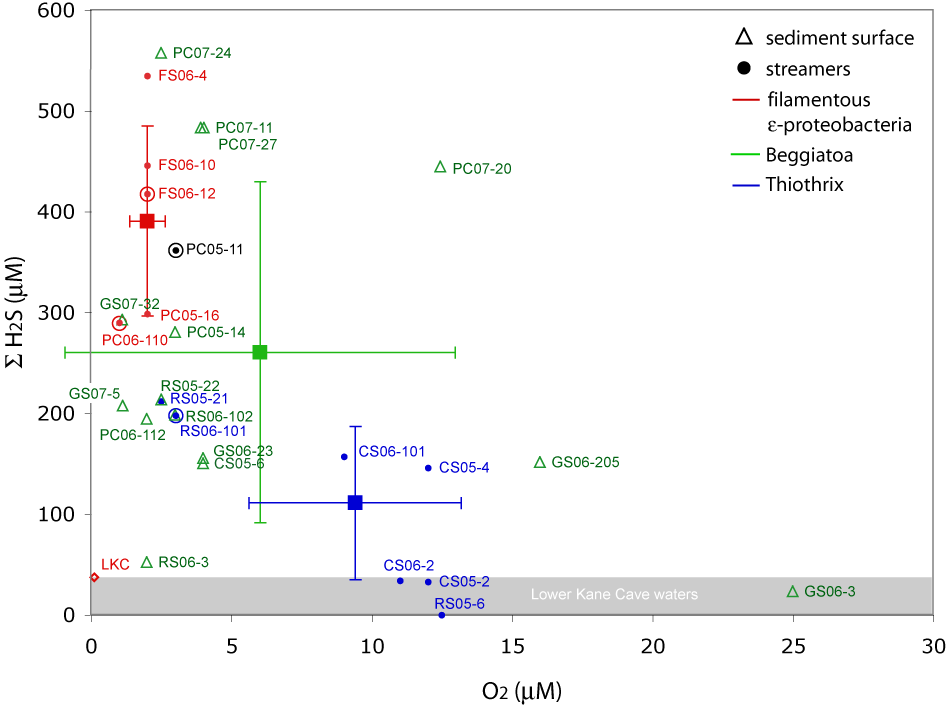 600
500
400
300
200
100
0
0
5
10
15
20
25
30
Σ H2S (μM)
O2 (μM)
sediment surface
streamers
filamentous
ε-proteobacteria
Beggiatoa
Thiothrix
PC07-24
FS06-4
PC07-11
PC07-27
FS06-10
PC07-20
FS06-12
PC05-11
GS07-32
PC05-16
PC06-110
PC05-14
GS07-5
RS05-22
RS05-21
RS06-102
PC06-112
RS06-101
GS06-23
CS05-6
CS06-101
CS05-4
GS06-205
LKC
RS06-3
CS06-2
CS05-2
Lower Kane Cave waters
GS06-3
RS05-6